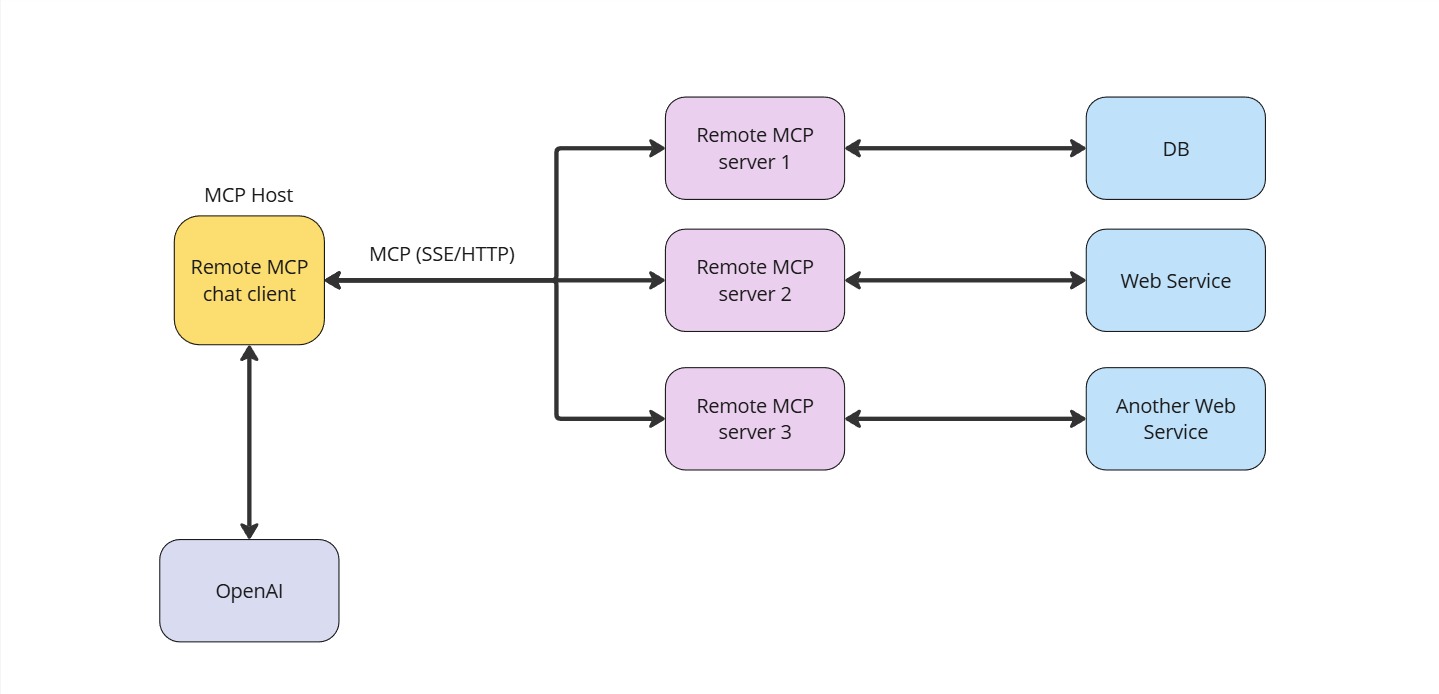 MCP Host
Remote MCP
chat client
MCP (SSE/HTTP)
Remote MCP
server 1
DB
Remote MCP
server 2
Web Service
Remote MCP
server 3
Another Web
Service
OpenAI